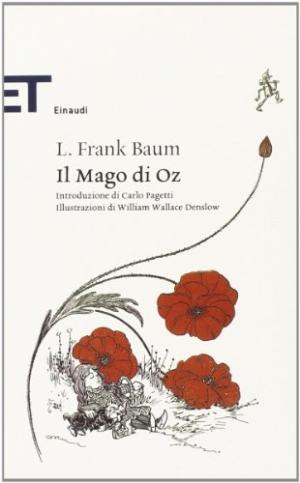 ET
Einaudi
L. Frank Baum
Il Mago di Oz
Introduzione di Carlo Pagetti
Illustrazioni di William Wallace Denslow